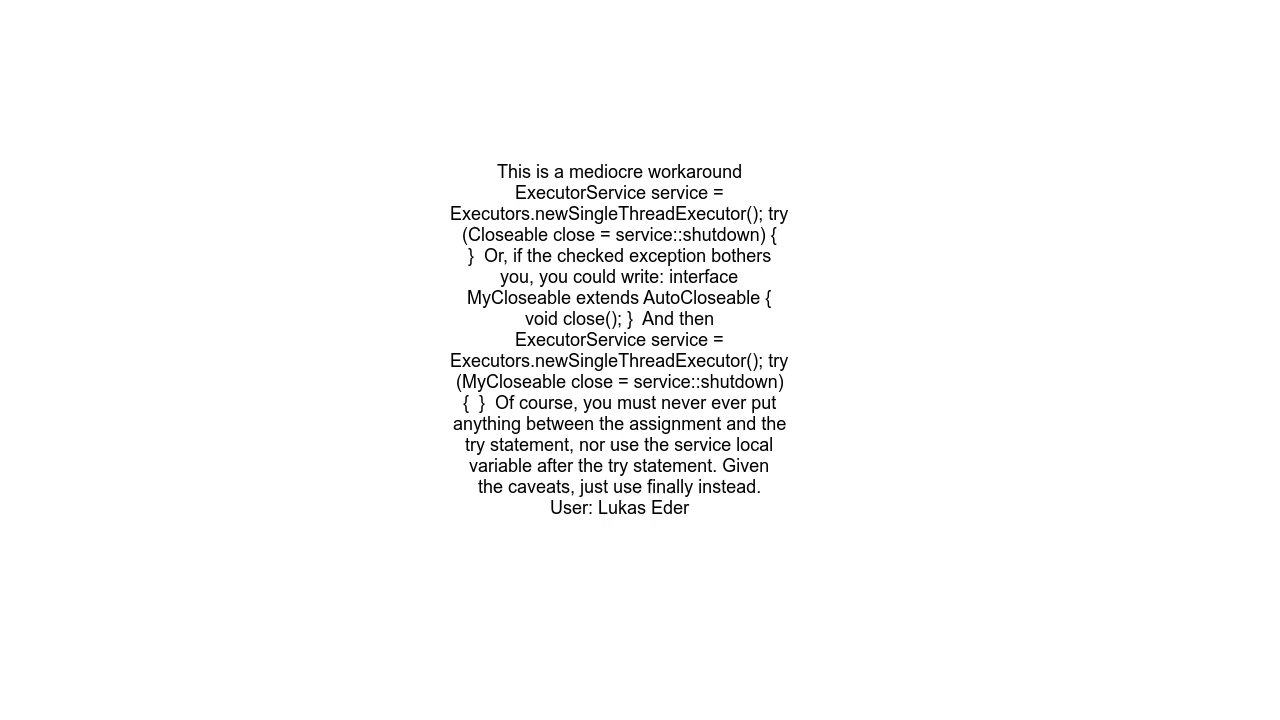 This is a mediocre workaround
ExecutorService service =
Executors.newSingleThreadExecutor(); try
(Closeable close = service::shutdown) {
}  Or, if the checked exception bothers
you, you could write: interface
MyCloseable extends AutoCloseable {
void close(); }  And then
ExecutorService service =
Executors.newSingleThreadExecutor(); try
(MyCloseable close = service::shutdown)
{  }  Of course, you must never ever put
anything between the assignment and the
try statement, nor use the service local
variable after the try statement. Given
the caveats, just use finally instead.
User: Lukas Eder